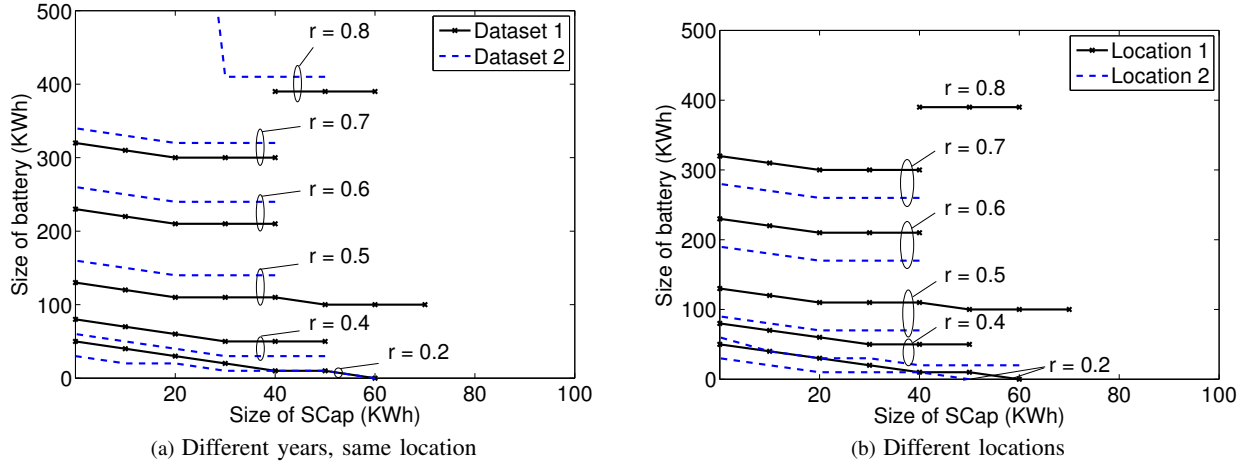 500
400
300
200
100
0
0
20
40
60
80
100
Size of battery (KWh)
Size of SCap (KWh)
Dataset 1
Dataset 2
r = 0.8
r = 0.7
r = 0.6
r = 0.5
r = 0.4
r = 0.2
(a) Different years, same location
500
400
300
200
100
0
0
20
40
60
80
100
Size of battery (KWh)
Size of SCap (KWh)
Location 1
Location 2
r = 0.8
r = 0.7
r = 0.6
r = 0.5
r = 0.4
r = 0.2
(b) Different locations